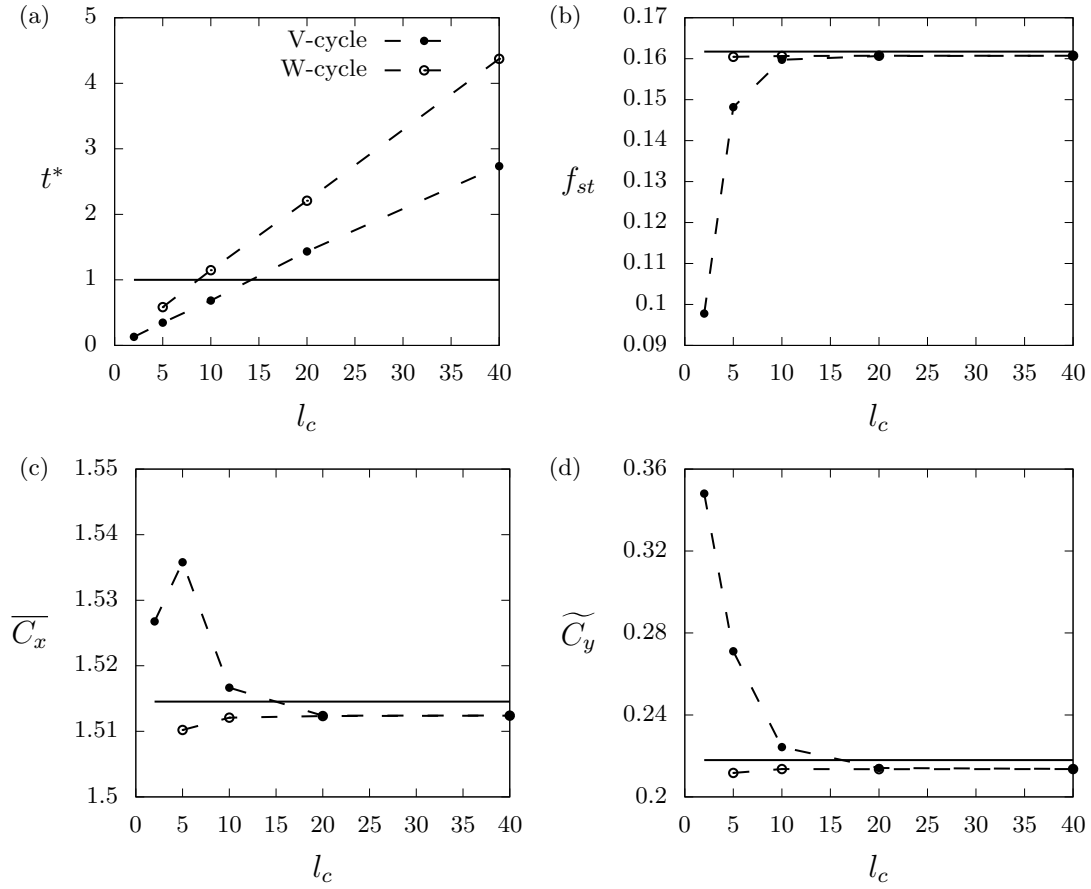 (a)
V-cycle
W-cycle
5
4
3
2
1
0
t*
0 5 10 15 20 25 30 35 40
l_c
(b)
0.17
0.16
0.15
0.14
0.13
0.12
0.11
0.1
0.09
f_{st}
0 5 10 15 20 25 30 35 40
l_c
(c)
1.55
1.54
1.53
1.52
1.51
1.5
\overline{C_x}
0 5 10 15 20 25 30 35 40
l_c
(d)
0.36
0.32
0.28
0.24
0.2
\widetilde{C_y}
0 5 10 15 20 25 30 35 40
l_c